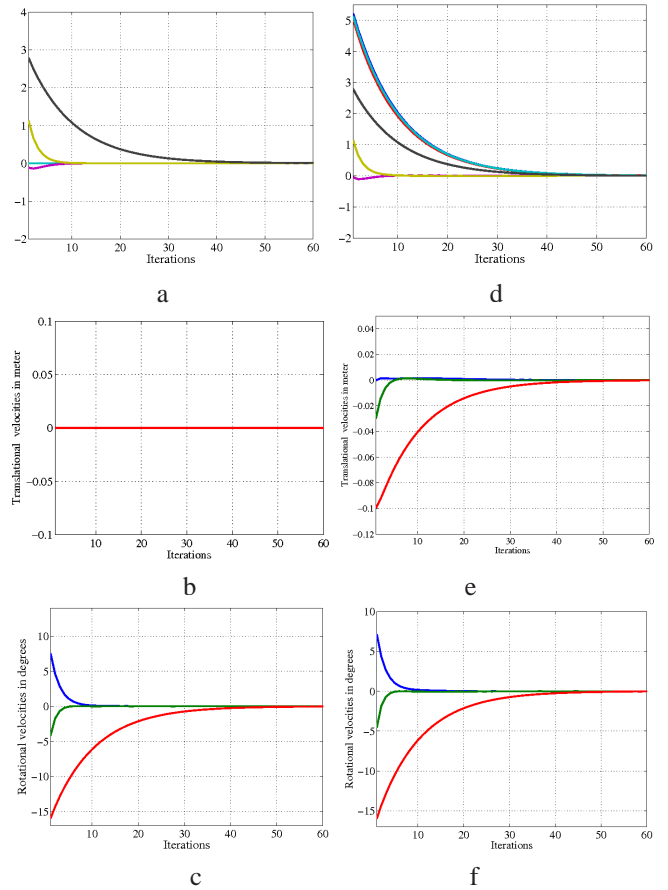 4
3
2
1
0
−1
−2
10 20 30 40 50 60
Iterations
a
5
4
3
2
1
0
−1
−2
10 20 30 40 50 60
Iterations
d
Translational velocities in meter
0.1
0.05
0
−0.05
−0.1
10 20 30 40 50 60
Iterations
b
Translational velocities in meter
0.04
0.02
0
−0.02
−0.04
−0.06
−0.08
−0.1
−0.12
10 20 30 40 50 60
Iterations
e
Rotational velocities in degrees
10
5
0
−5
−10
−15
10 20 30 40 50 60
Iterations
c
Rotational velocities in degrees
10
5
0
−5
−10
−15
10 20 30 40 50 60
Iterations
f